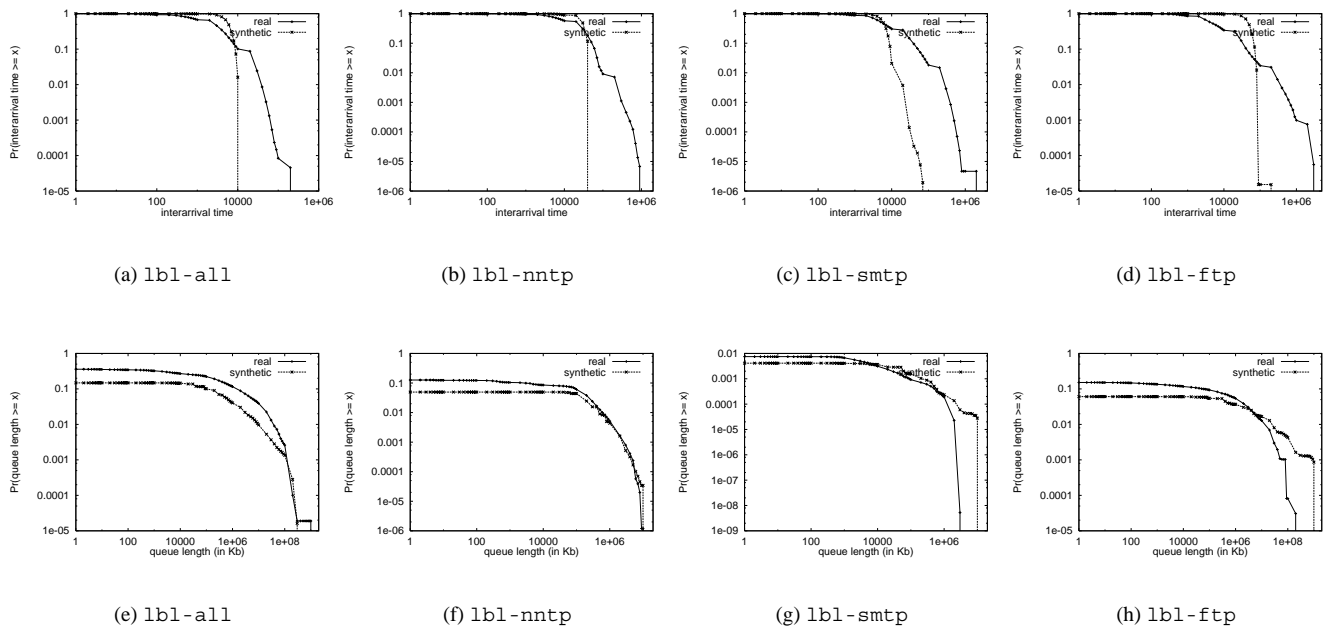 Pr(interarrival time >= x)
1
0.1
0.01
0.001
0.0001
1e-05
1
100
10000
1e+06
interarrival time
real
synthetic
Pr(interarrival time >= x)
1
0.1
0.01
0.001
0.0001
1e-05
1e-06
1
100
10000
1e+06
interarrival time
real
synthetic
Pr(interarrival time >= x)
1
0.1
0.01
0.001
0.0001
1e-05
1e-06
1
100
10000
1e+06
interarrival time
real
synthetic
Pr(interarrival time >= x)
1
0.1
0.01
0.001
0.0001
1e-05
1
100
10000
1e+06
interarrival time
real
synthetic
(a) lbl-all
(b) lbl-nntp
(c) lbl-smtp
(d) lbl-ftp
Pr(queue length >= x)
1
0.1
0.01
0.001
0.0001
1e-05
1
100
10000
1e+06
1e+08
queue length (in Kb)
real
synthetic
Pr(queue length >= x)
1
0.1
0.01
0.001
0.0001
1e-05
1e-06
1
100
10000
1e+06
queue length (in Kb)
real
synthetic
Pr(queue length >= x)
0.01
0.001
0.0001
1e-05
1e-06
1e-07
1e-08
1e-09
1
100
10000
1e+06
queue length (in Kb)
real
synthetic
Pr(queue length >= x)
1
0.1
0.01
0.001
0.0001
1e-05
1
100
10000
1e+06
1e+08
queue length (in Kb)
real
synthetic
(e) lbl-all
(f) lbl-nntp
(g) lbl-smtp
(h) lbl-ftp